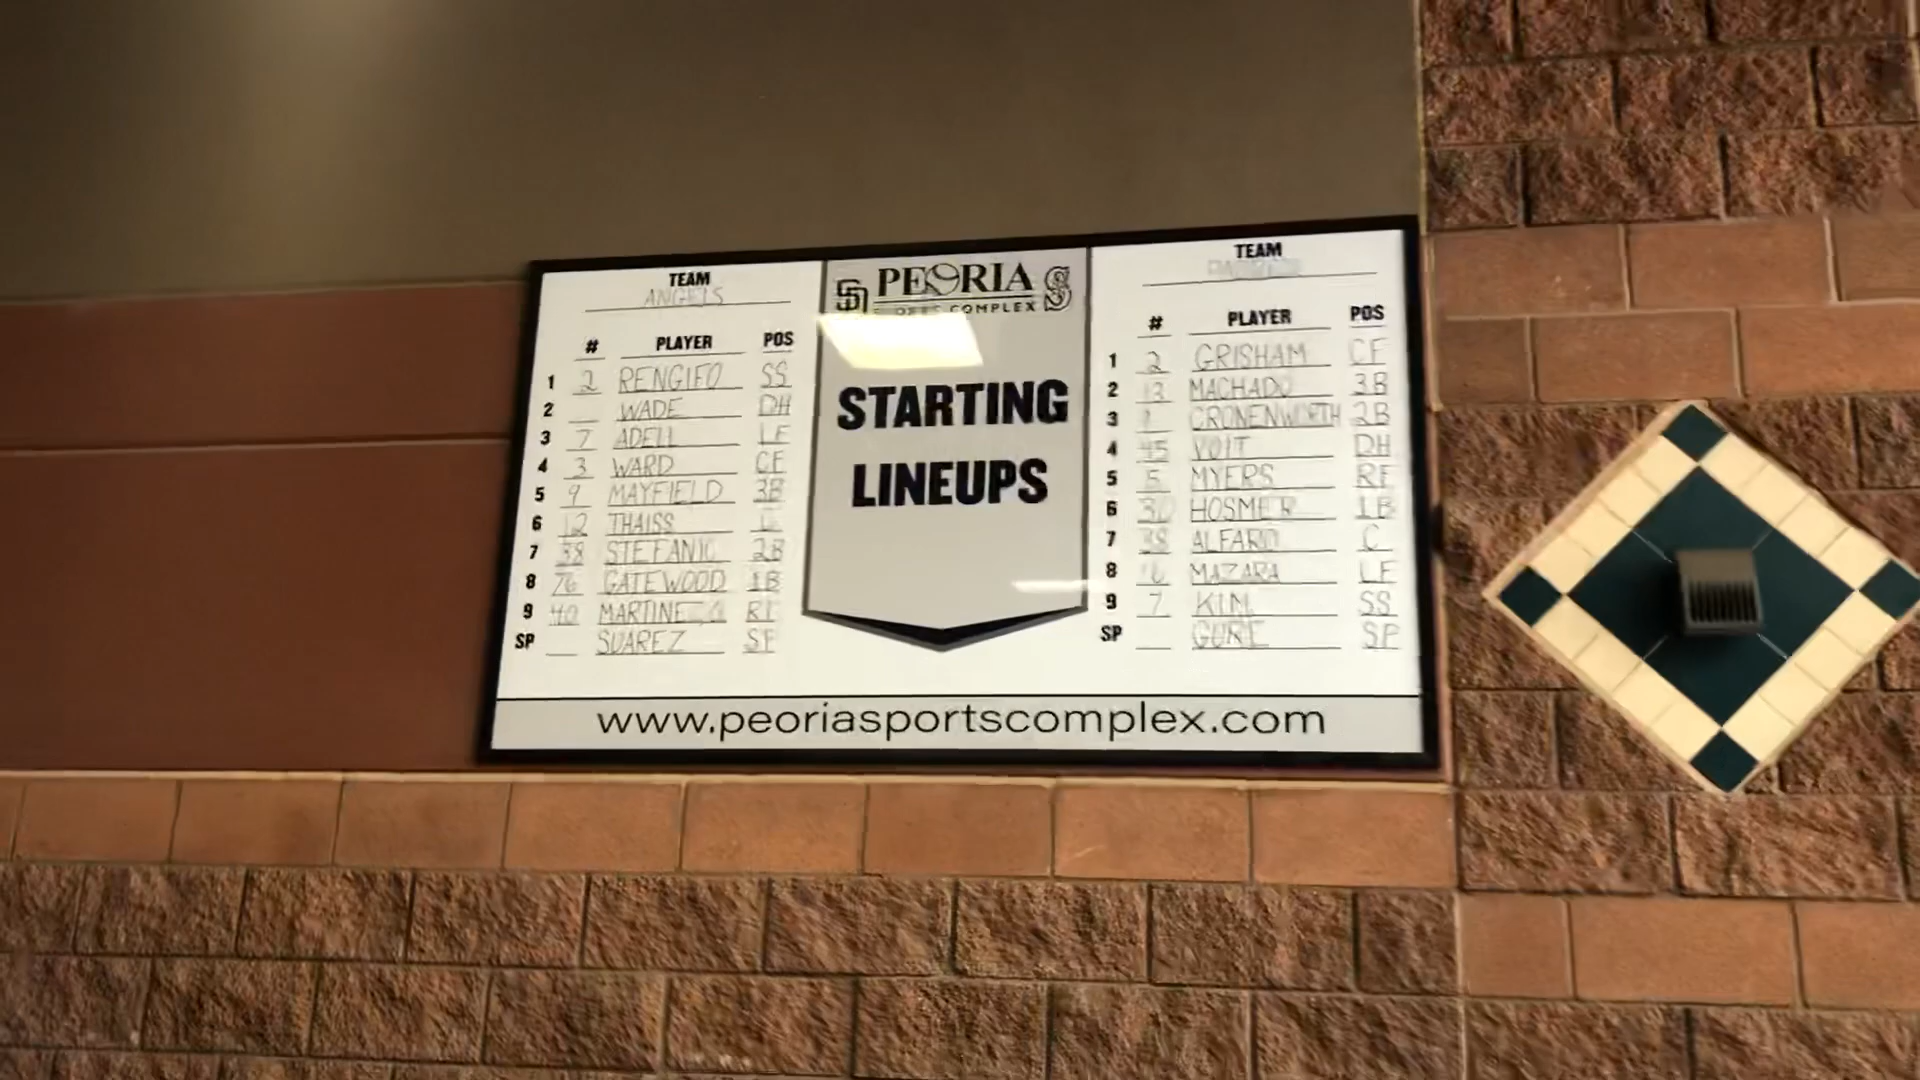 TEAM
ANGELS
# PLAYER POS
1 2 RENGIFO SS
2 WADE DH
3 7 ADELL LF
4 3 WARD CF
5 9 MAYFIELD 3B
6 12 THAISS
7 38 STEFANIC 2B
8 76 GATEWOOD 1B
9 40 RF
SP SUAREZ SP
SD PEORIA S
COMPLEX
STARTING
LINEUPS
TEAM
# PLAYER POS
1 2 GRISHAM CF
2 13 MACHADO 3B
3 1 CRONENWORTH 2B
4 45 VOIT DH
5 5 MYERS RF
6 30 HOSMER 1B
7 38 ALFARO C
8 MAZARA LF
9 7 KIM SS
SP GORE SP
www.peoriasportscomplex.com